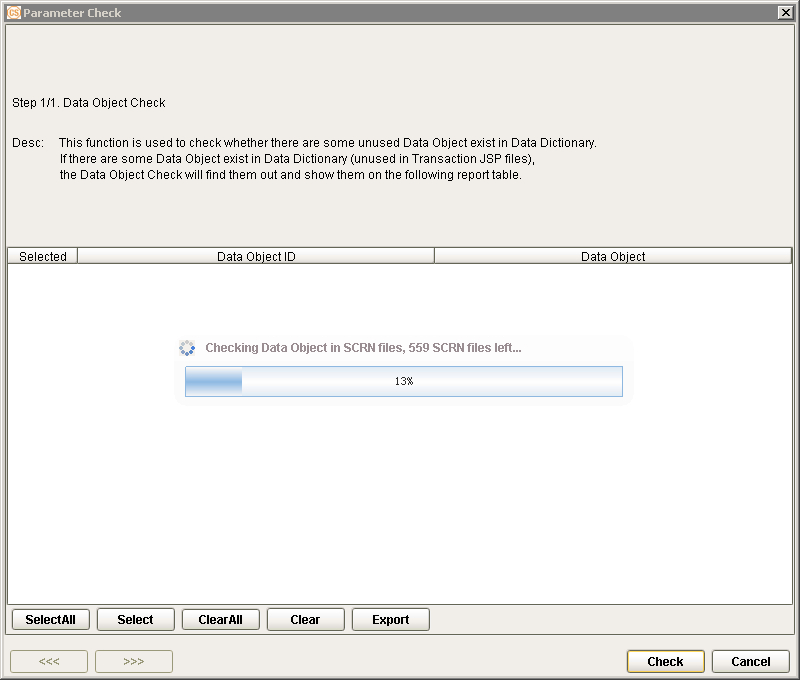 Parameter Check
Step 1/1. Data Object Check
Desc: This function is used to check whether there are some unused Data Object exist in Data Dictionary.
If there are some Data Object exist in Data Dictionary (unused in Transaction JSP files),
the Data Object Check will find them out and show them on the following report table.
Selected Data Object ID Data Object
Checking Data Object in SCRN files, 559 SCRN files left...
13%
SelectAll Select ClearAll Clear Export
<<< >>> Check Cancel